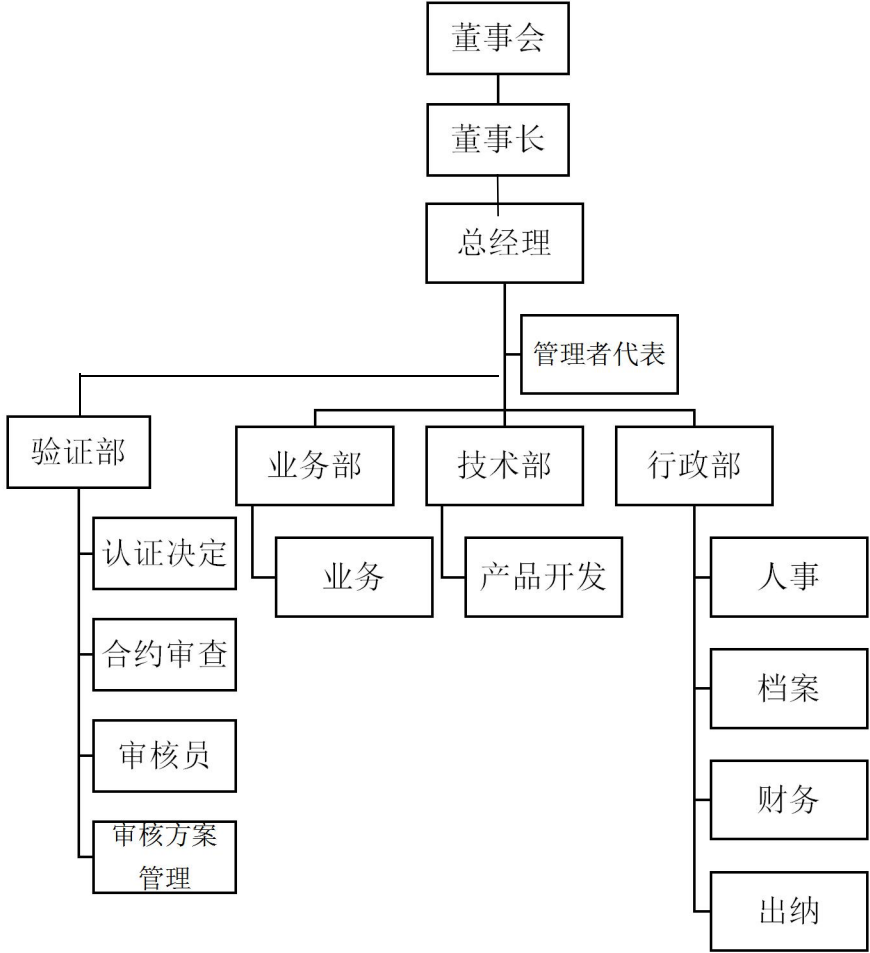 董事会
董事长
总经理
管理者代表
验证部
业务部
技术部
行政部
认证决定
合约审查
审核员
审核方案
管理
业务
产品开发
人事
档案
财务
出纳